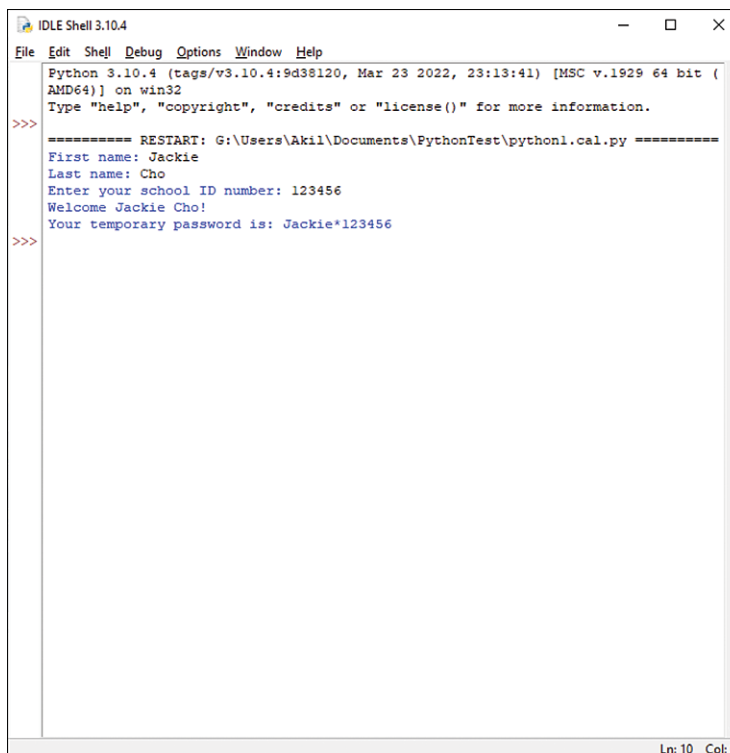 IDLE Shell 3.10.4
File Edit Shell Debug Options Window Help
Python 3.10.4 (tags/v3.10.4:9d38120, Mar 23 2022, 23:13:41) [MSC v.1929 64 bit (
AMD64)] on win32
Type "help", "copyright", "credits" or "license()" for more information.
>>>
========== RESTART: G:\Users\Akil\Documents\PythonTest\python1.cal.py ==========
First name: Jackie
Last name: Cho
Enter your school ID number: 123456
Welcome Jackie Cho!
Your temporary password is: Jackie*123456
>>>
Ln: 10 Col: